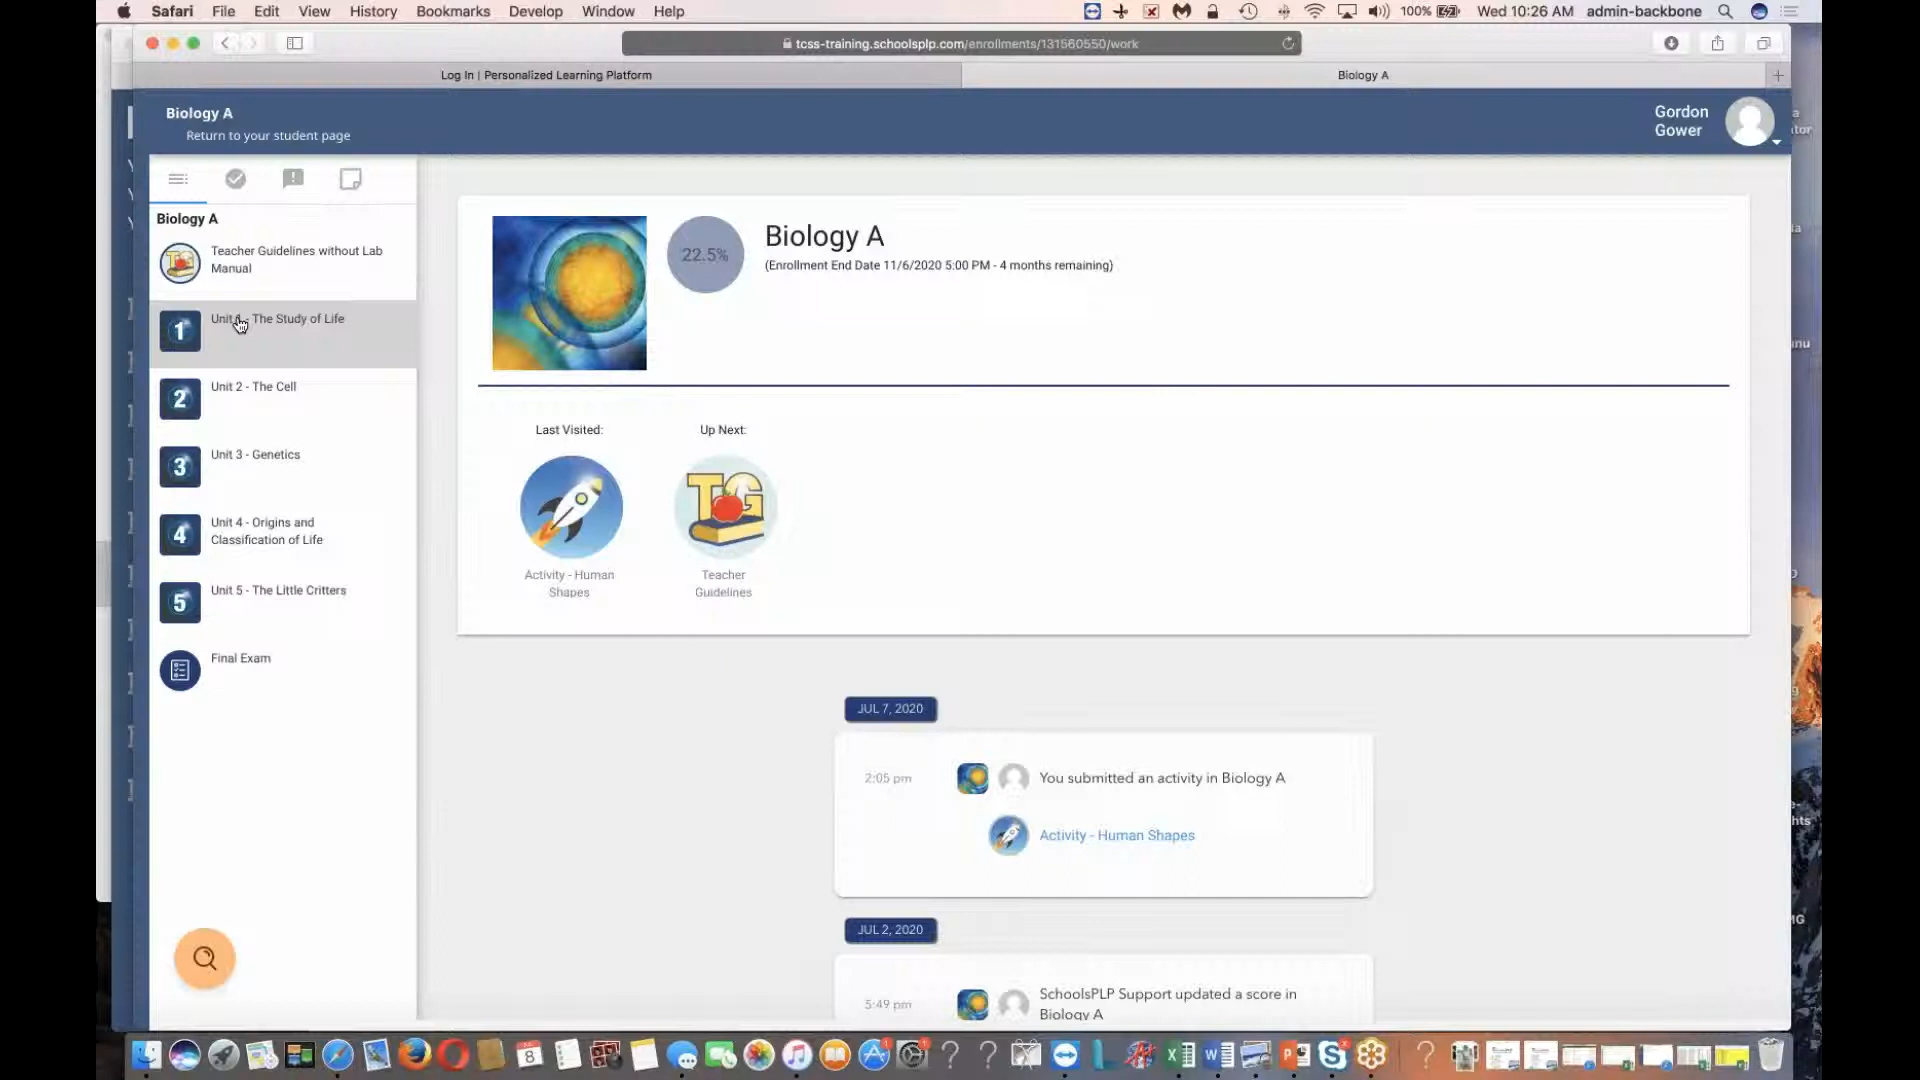 Safari File Edit View History Bookmarks Develop Window Help
100% Wed 10:26 AM admin-backbone
tcss-training.schoolsplp.com/enrollments/131560550/work
Log In | Personalized Learning Platform
Biology A
Biology A
Return to your student page
Gordon
Gower
Biology A
Teacher Guidelines without Lab
Manual
1
Unit 1 - The Study of Life
2
Unit 2 - The Cell
3
Unit 3 - Genetics
4
Unit 4 - Origins and
Classification of Life
5
Unit 5 - The Little Critters
Final Exam
22.5%
Biology A
(Enrollment End Date 11/6/2020 5:00 PM - 4 months remaining)
Last Visited:
Up Next:
TG
Activity - Human
Shapes
Teacher
Guidelines
JUL 7, 2020
2:05 pm
You submitted an activity in Biology A
Activity - Human Shapes
JUL 2, 2020
5:49 pm
SchoolsPLP Support updated a score in
Biology A